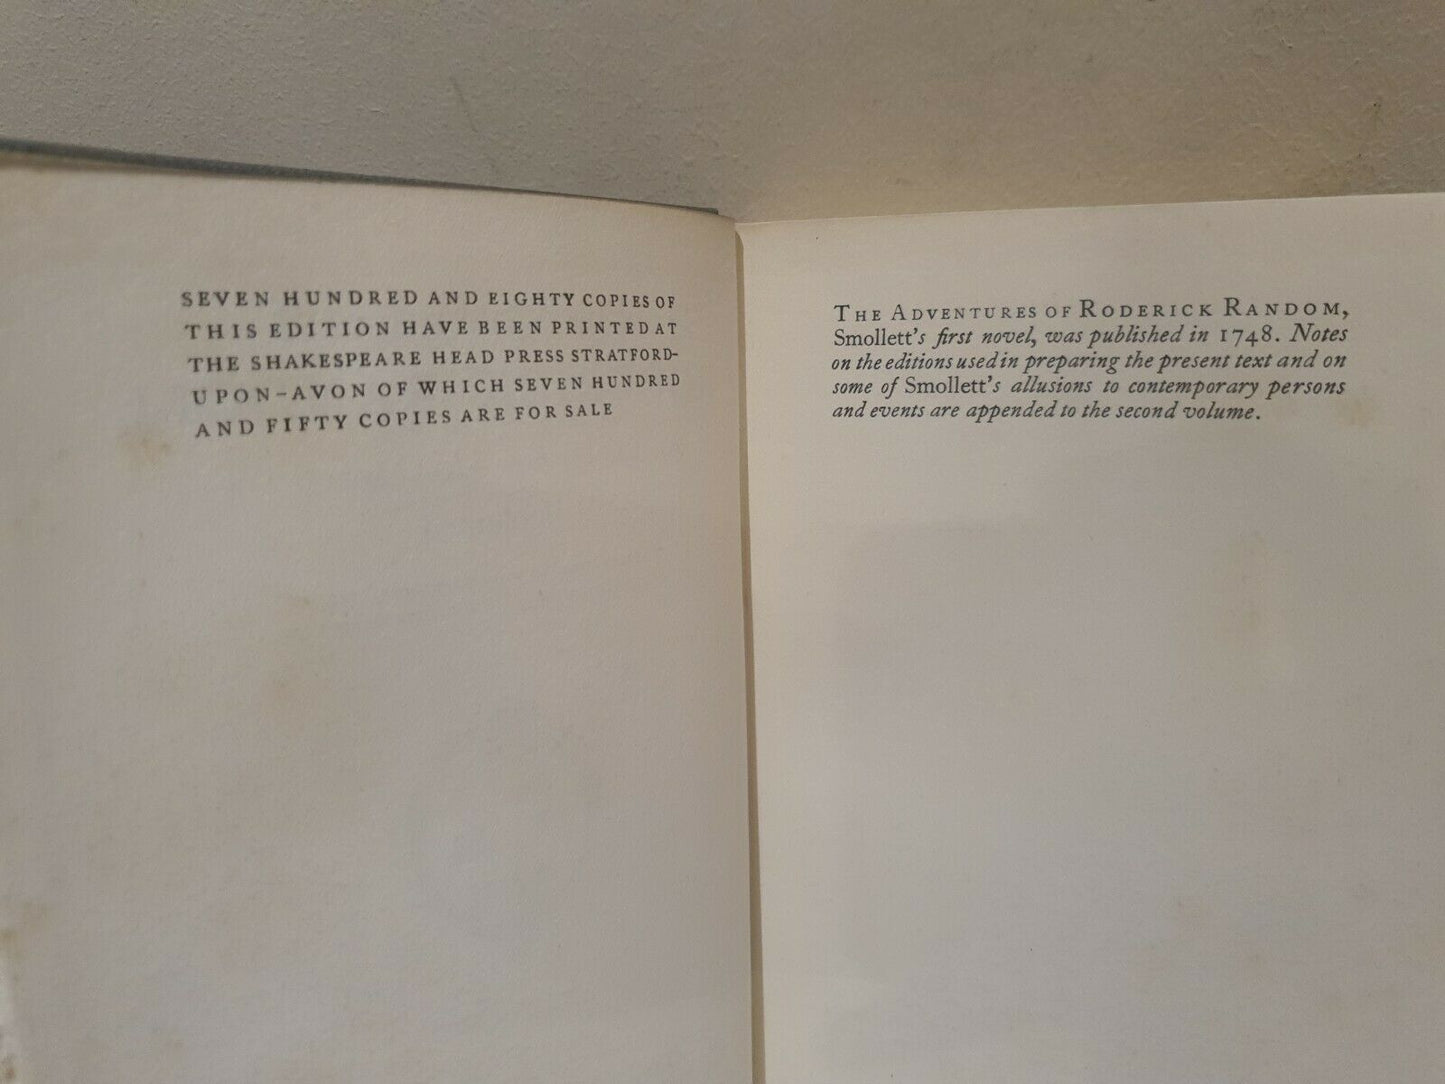 SEVEN HUNDRED AND EIGHTY COPIES OF
THIS EDITION HAVE BEEN PRINTED AT
THE SHAKESPEARE HEAD PRESS STRATFORD-
UPON-AVON OF WHICH SEVEN HUNDRED
AND FIFTY COPIES ARE FOR SALE
THE ADVENTURES OF RODERICK RANDOM,
Smollett's first novel, was published in 1748. Notes
on the editions used in preparing the present text and on
some of Smollett's allusions to contemporary persons
and events are appended to the second volume.